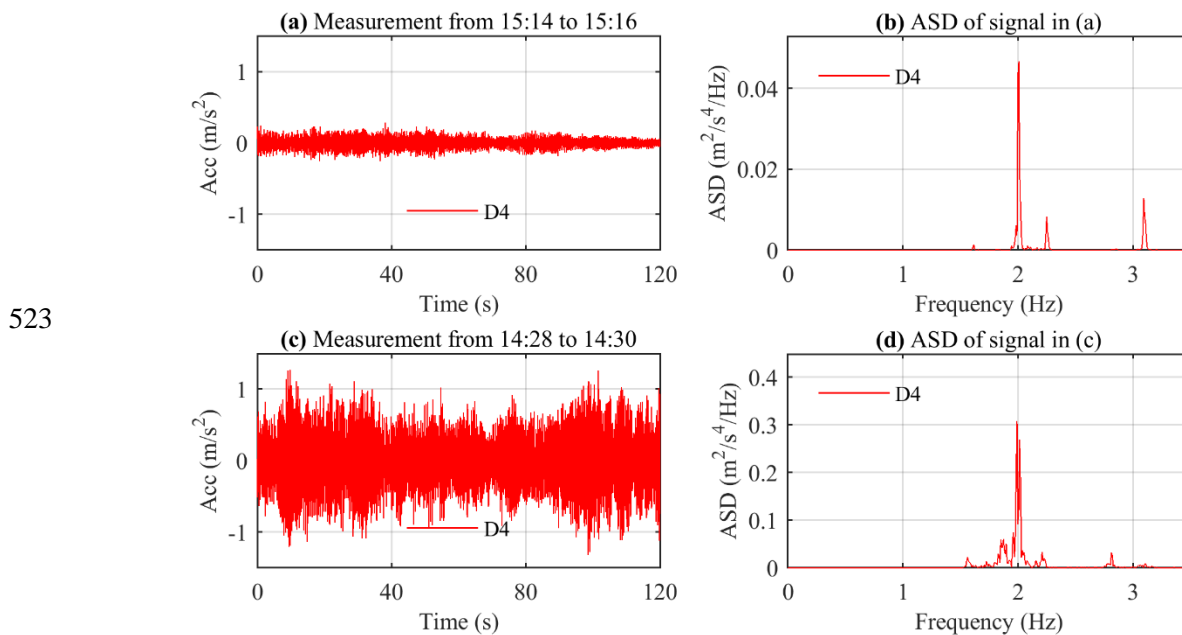 (a) Measurement from 15:14 to 15:16
Acc (m/s²)
1
0
-1
D4
0
40
80
120
Time (s)
(b) ASD of signal in (a)
ASD (m²/s⁴/Hz)
0.04
0.02
0
D4
0
1
2
3
Frequency (Hz)
523
(c) Measurement from 14:28 to 14:30
Acc (m/s²)
1
0
-1
D4
0
40
80
120
Time (s)
(d) ASD of signal in (c)
ASD (m²/s⁴/Hz)
0.4
0.3
0.2
0.1
0
D4
0
1
2
3
Frequency (Hz)